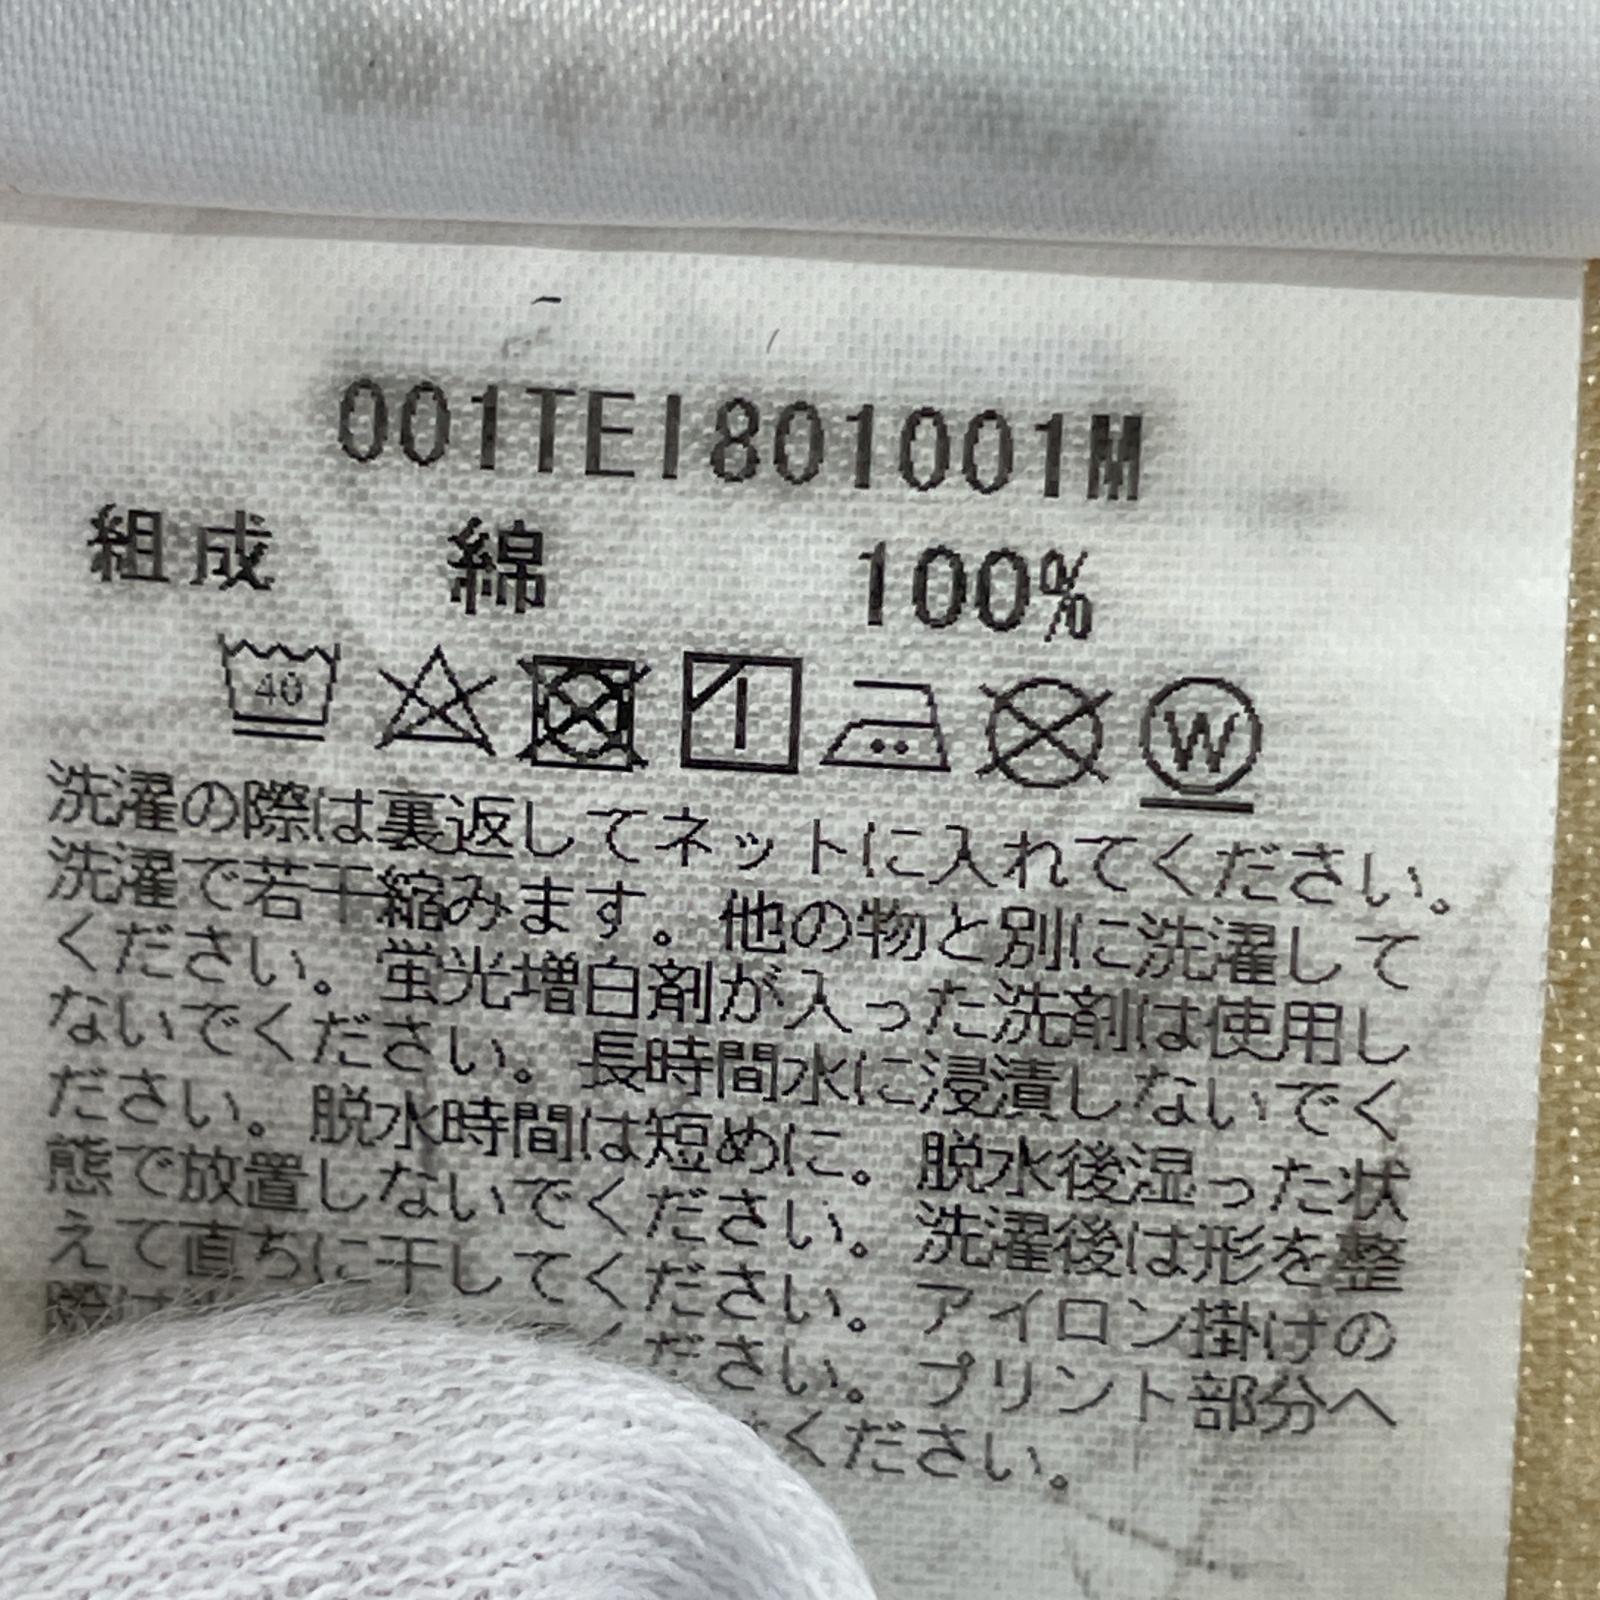 001TEI801001M
組成 綿 100%
40
W
洗濯の際は裏返してネットに入れてください。
洗濯で若干縮みます。他の物と別に洗濯して
ください。蛍光増白剤が入った洗剤は使用し
ないでください。長時間水に浸漬しないでく
ださい。脱水時間は短めに。脱水後湿った状
態で放置しないでください。洗濯後は形を整
えて直ちに干してください。アイロン掛けの
際は ください。プリント部分へ
ください。